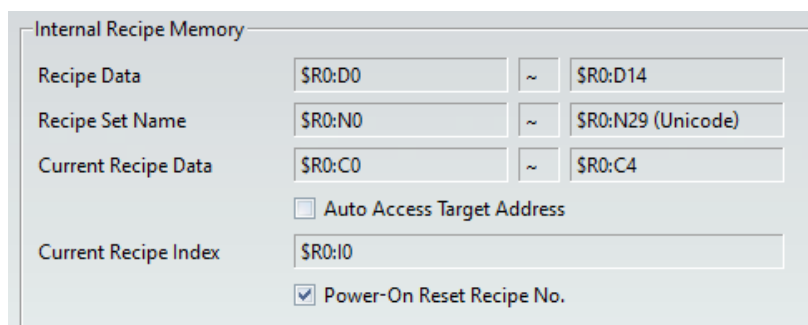 Internal Recipe Memory
Recipe Data $R0:D0 ~ $R0:D14
Recipe Set Name $R0:N0 ~ $R0:N29 (Unicode)
Current Recipe Data $R0:C0 ~ $R0:C4
Auto Access Target Address
Current Recipe Index $R0:I0
Power-On Reset Recipe No.